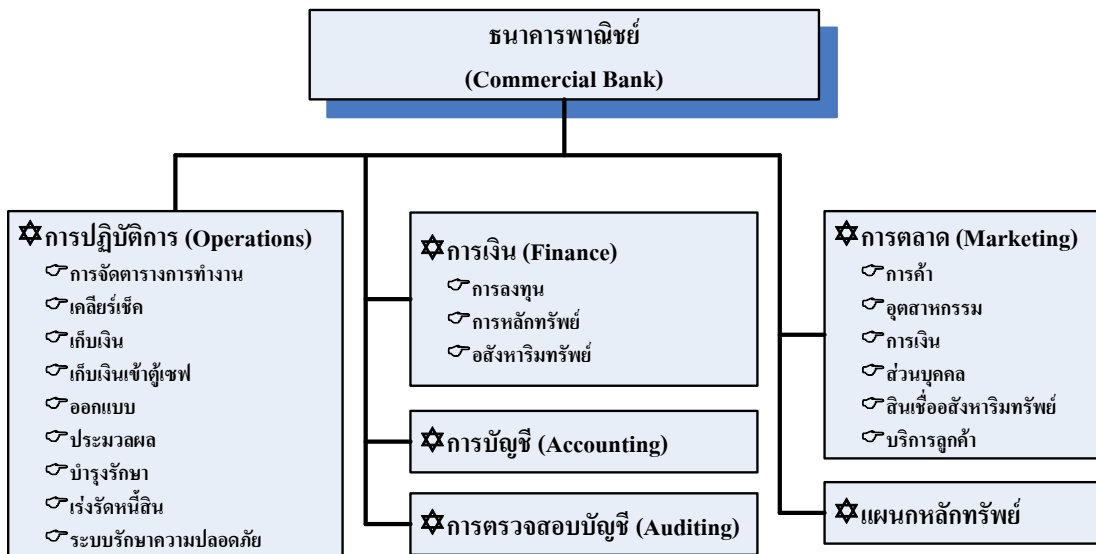 ธนาคารพาณิชย์
(Commercial Bank)
การปฏิบัติการ (Operations)
การจัดตารางการทำงาน
เคลียร์เช็ค
เก็บเงิน
เก็บเงินเข้าตู้เซฟ
ออกแบบ
ประมวลผล
บำรุงรักษา
เร่งรัดหนี้สิน
ระบบรักษาความปลอดภัย
การเงิน (Finance)
การลงทุน
การหลักทรัพย์
อสังหาริมทรัพย์
การบัญชี (Accounting)
การตรวจสอบบัญชี (Auditing)
การตลาด (Marketing)
การค้า
อุตสาหกรรม
การเงิน
ส่วนบุคคล
สินเชื่ออสังหาริมทรัพย์
บริการลูกค้า
แผนกหลักทรัพย์